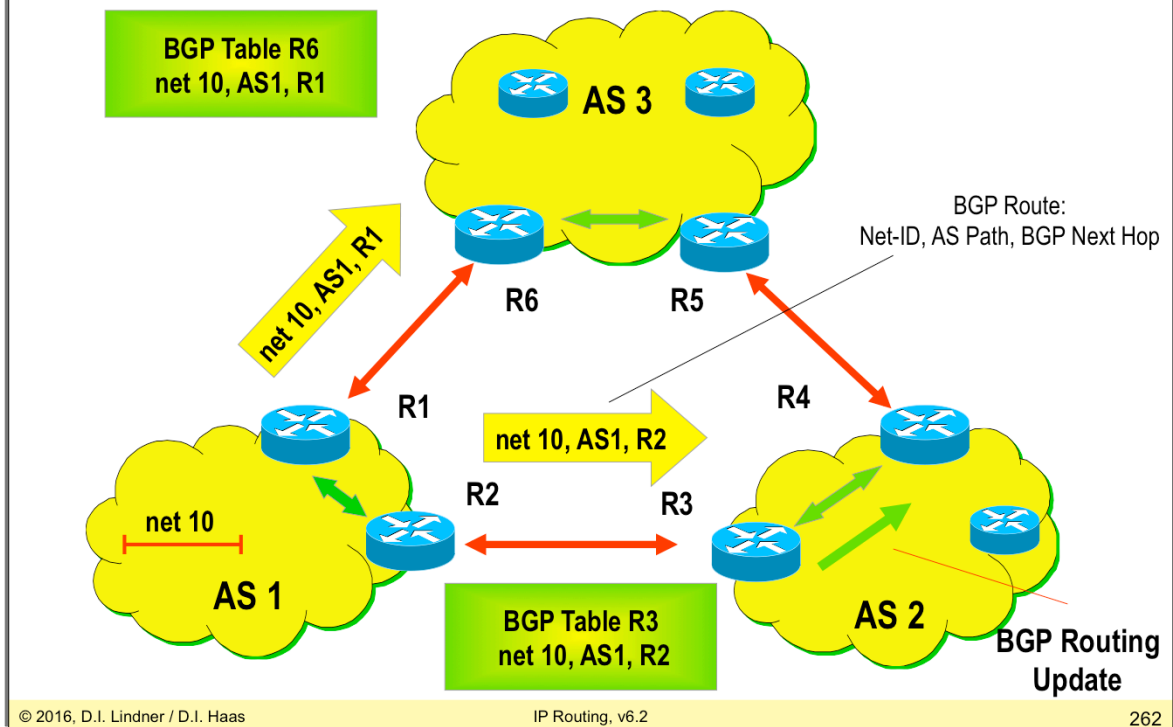 BGP Table R6
net 10, AS1, R1
AS 3
BGP Route:
Net-ID, AS Path, BGP Next Hop
net 10, AS1, R1
R6
R5
R1
R4
net 10, AS1, R2
R2
R3
net 10
AS 1
AS 2
BGP Table R3
net 10, AS1, R2
BGP Routing
Update
© 2016, D.I. Lindner / D.I. Haas
IP Routing, v6.2
262